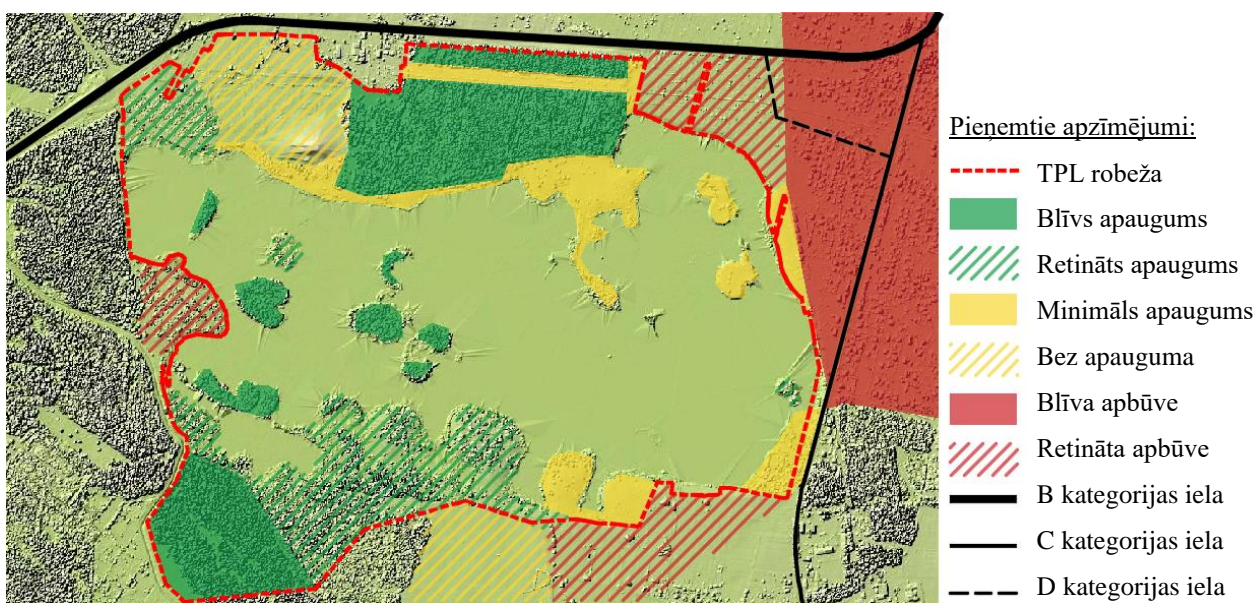 Pieņemtie apzīmējumi:
TPL robeža
Blīvs apaugums
Retināts apaugums
Minimāls apaugums
Bez apauguma
Blīva apbūve
Retināta apbūve
B kategorijas iela
C kategorijas iela
D kategorijas iela